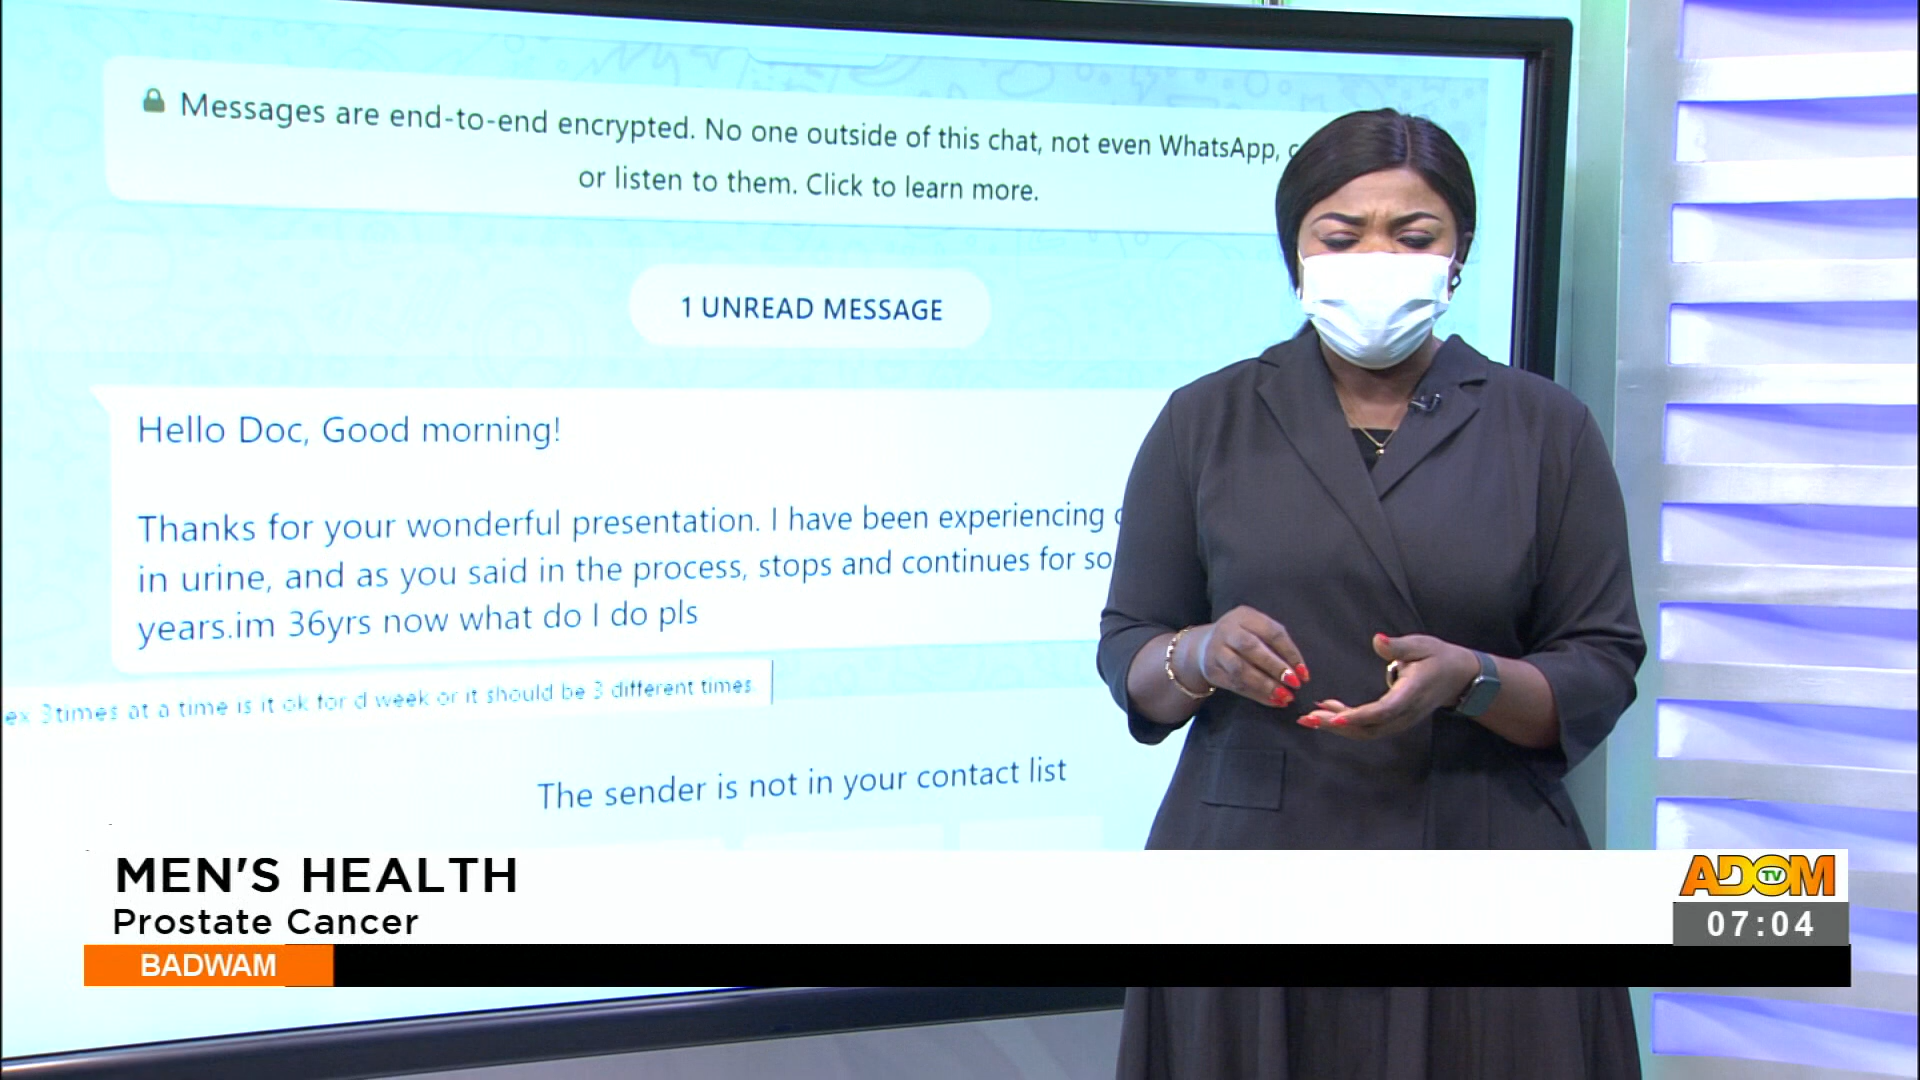 Messages are end-to-end encrypted. No one outside of this chat, not even WhatsApp,
or listen to them. Click to learn more.
1 UNREAD MESSAGE
Hello Doc, Good morning!
Thanks for your wonderful presentation. I have been experiencing
in urine, and as you said in the process, stops and continues for so
years.im 36yrs now what do I do pls
ex 3times at a time is it ok for d week or it should be 3 different times
The sender is not in your contact list
MEN'S HEALTH
Prostate Cancer
BADWAM
ADOM TV
07:04